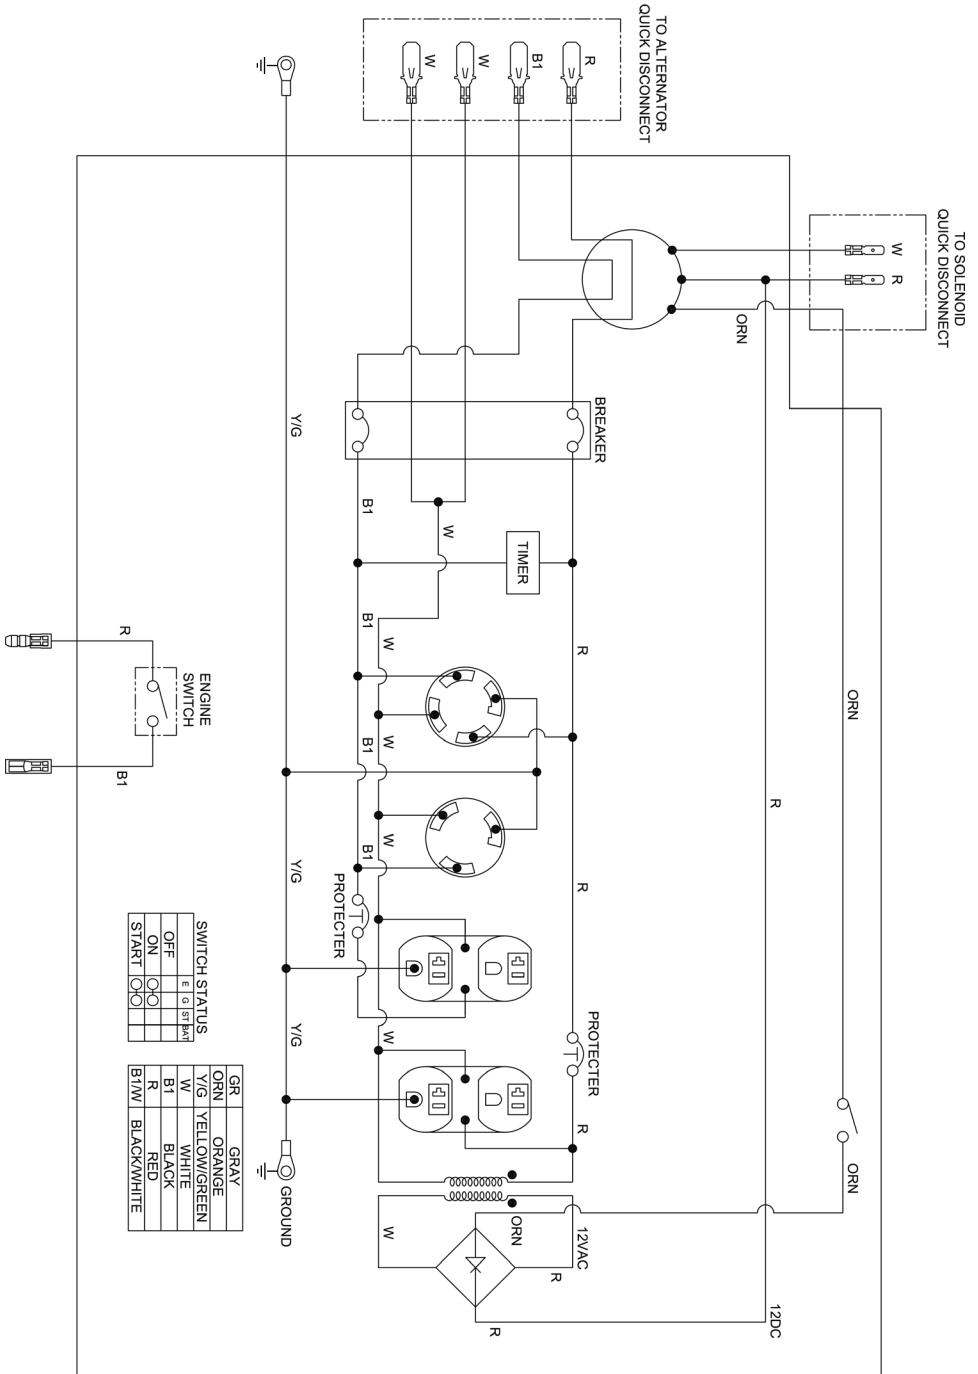 TO ALTERNATOR
QUICK DISCONNECT
R
B1
W
W
TO SOLENOID
QUICK DISCONNECT
W
R
ORN
BREAKER
Y/G
B1
W
TIMER
B1
W
R
ORN
R
R
ENGINE
SWITCH
B1
B1
W
Y/G
B1
W
R
PROTECTER
PROTECTER
Y/G
W
R
ORN
GROUND
W
ORN
12VAC
R
R
12DC
SWITCH STATUS
E G ST BAT
OFF
ON
START
GR GRAY
ORN ORANGE
Y/G YELLOW/GREEN
W WHITE
B1 BLACK
R RED
B1/W BLACK/WHITE